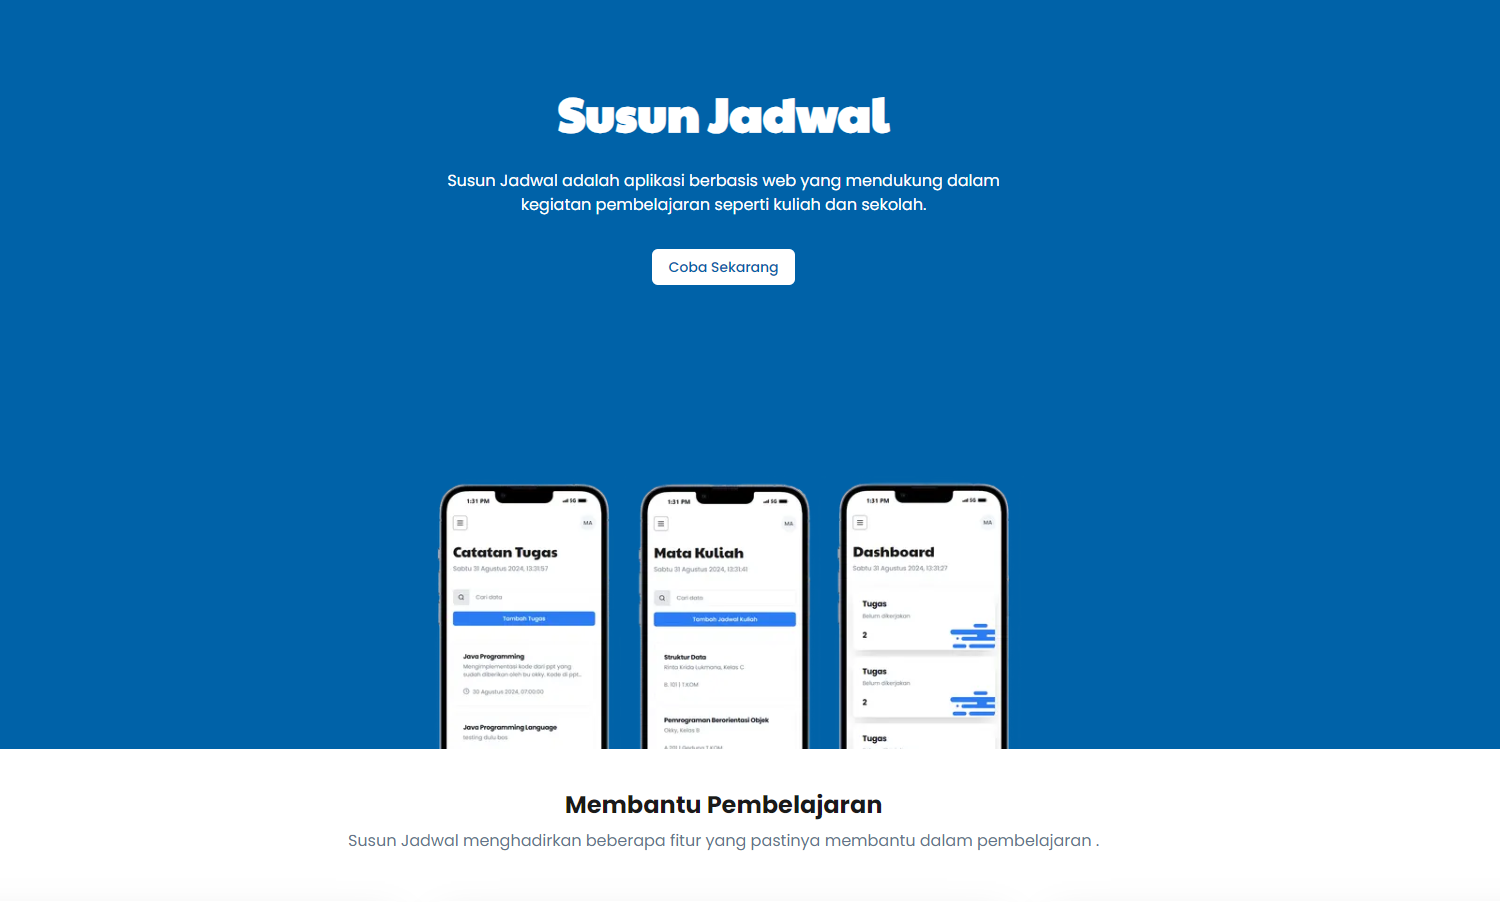 Susun Jadwal
Susun Jadwal adalah aplikasi berbasis web yang mendukung dalam
kegiatan pembelajaran seperti kuliah dan sekolah.
Coba Sekarang
1:31 PM
5G
MA
Catatan Tugas
Sabtu 31 Agustus 2024, 13:31:57
Cari data
Tambah Tugas
Java Programming
Mengimplementasi kode dari ppt yang
sudah diberikan oleh bu okky. Kode di ppt...
30 Agustus 2024, 07:00:00
Java Programming Language
testing dulu bos
1:31 PM
5G
MA
Mata Kuliah
Sabtu 31 Agustus 2024, 13:31:41
Cari data
Tambah Jadwal Kuliah
Struktur Data
Rinta Krida Lukmana, Kelas C
B. 101 | T.KOM
Pemrograman Berorientasi Objek
Okky, Kelas B
1:31 PM
5G
MA
Dashboard
Sabtu 31 Agustus 2024, 13:31:27
Tugas
Belum dikerjakan
2
Tugas
Belum dikerjakan
2
Tugas
Membantu Pembelajaran
Susun Jadwal menghadirkan beberapa fitur yang pastinya membantu dalam pembelajaran .